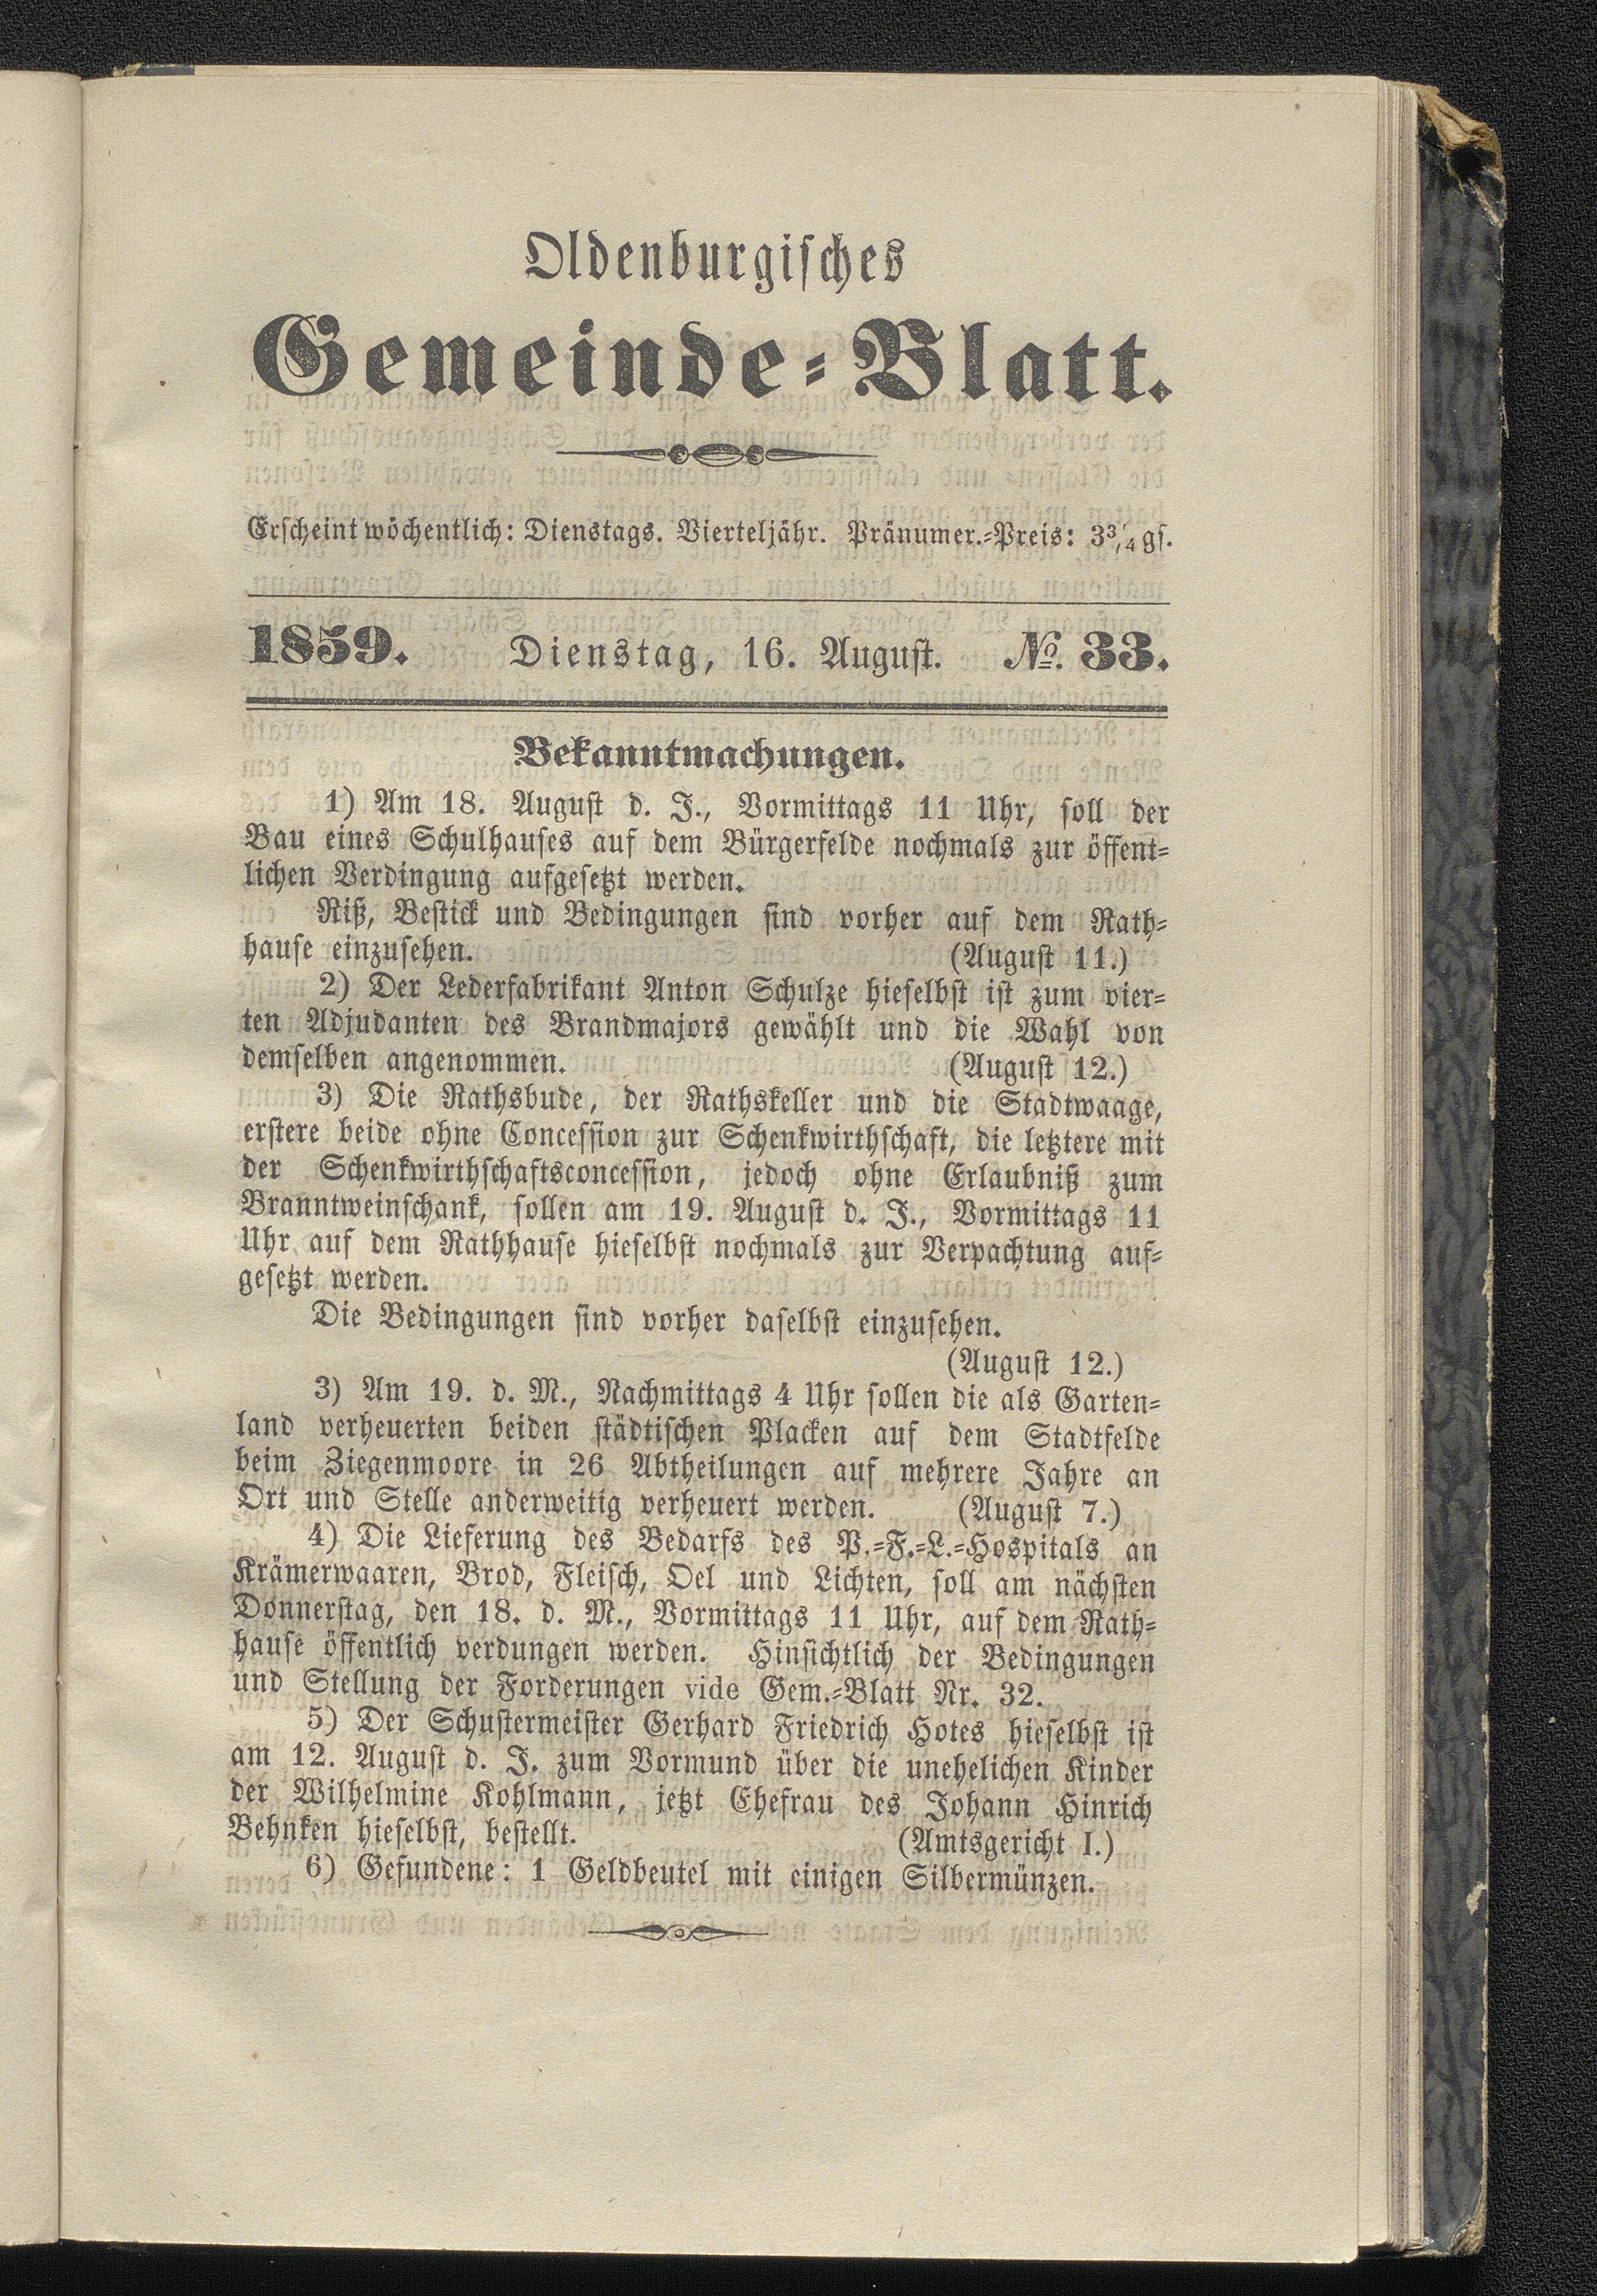 Oldenburgisches
Gemeinde-Blatt.
Erscheint wöchentlich: Dienstags. Vierteljähr. Pränumer.-Preis: 3¾ gs.
1859. Dienstag, 16. August. №. 33.
Bekanntmachungen.
1) Am 18. August d. J., Vormittags 11 Uhr, soll der
Bau eines Schulhauses auf dem Bürgerfelde nochmals zur öffent-
lichen Verdingung aufgesetzt werden.
Riß, Bestick und Bedingungen sind vorher auf dem Rath-
hause einzusehen. (August 11.)
2) Der Lederfabrikant Anton Schulze hieselbst ist zum vier-
ten Adjudanten des Brandmajors gewählt und die Wahl von
demselben angenommen. (August 12.)
3) Die Rathsbude, der Rathskeller und die Stadtwaage,
erstere beide ohne Concession zur Schenkwirthschaft, die letztere mit
der Schenkwirthschaftsconcession, jedoch ohne Erlaubniß zum
Branntweinschank, sollen am 19. August d. J., Vormittags 11
Uhr auf dem Rathhause hieselbst nochmals zur Verpachtung auf-
gesetzt werden.
Die Bedingungen sind vorher daselbst einzusehen.
(August 12.)
3) Am 19. d. M., Nachmittags 4 Uhr sollen die als Garten-
land verheuerten beiden städtischen Placken auf dem Stadtfelde
beim Ziegenmoore in 26 Abtheilungen auf mehrere Jahre an
Ort und Stelle anderweitig verheuert werden. (August 7.)
4) Die Lieferung des Bedarfs des P.-F.-L.-Hospitals an
Krämerwaaren, Brod, Fleisch, Oel und Lichten, soll am nächsten
Donnerstag, den 18. d. M., Vormittags 11 Uhr, auf dem Rath-
hause öffentlich verdungen werden. Hinsichtlich der Bedingungen
und Stellung der Forderungen vide Gem.-Blatt Nr. 32.
5) Der Schustermeister Gerhard Friedrich Hotes hieselbst ist
am 12. August d. J. zum Vormund über die unehelichen Kinder
der Wilhelmine Kohlmann, jetzt Ehefrau des Johann Hinrich
Behnken hieselbst, bestellt. (Amtsgericht I.)
6) Gefundene: 1 Geldbeutel mit einigen Silbermünzen.